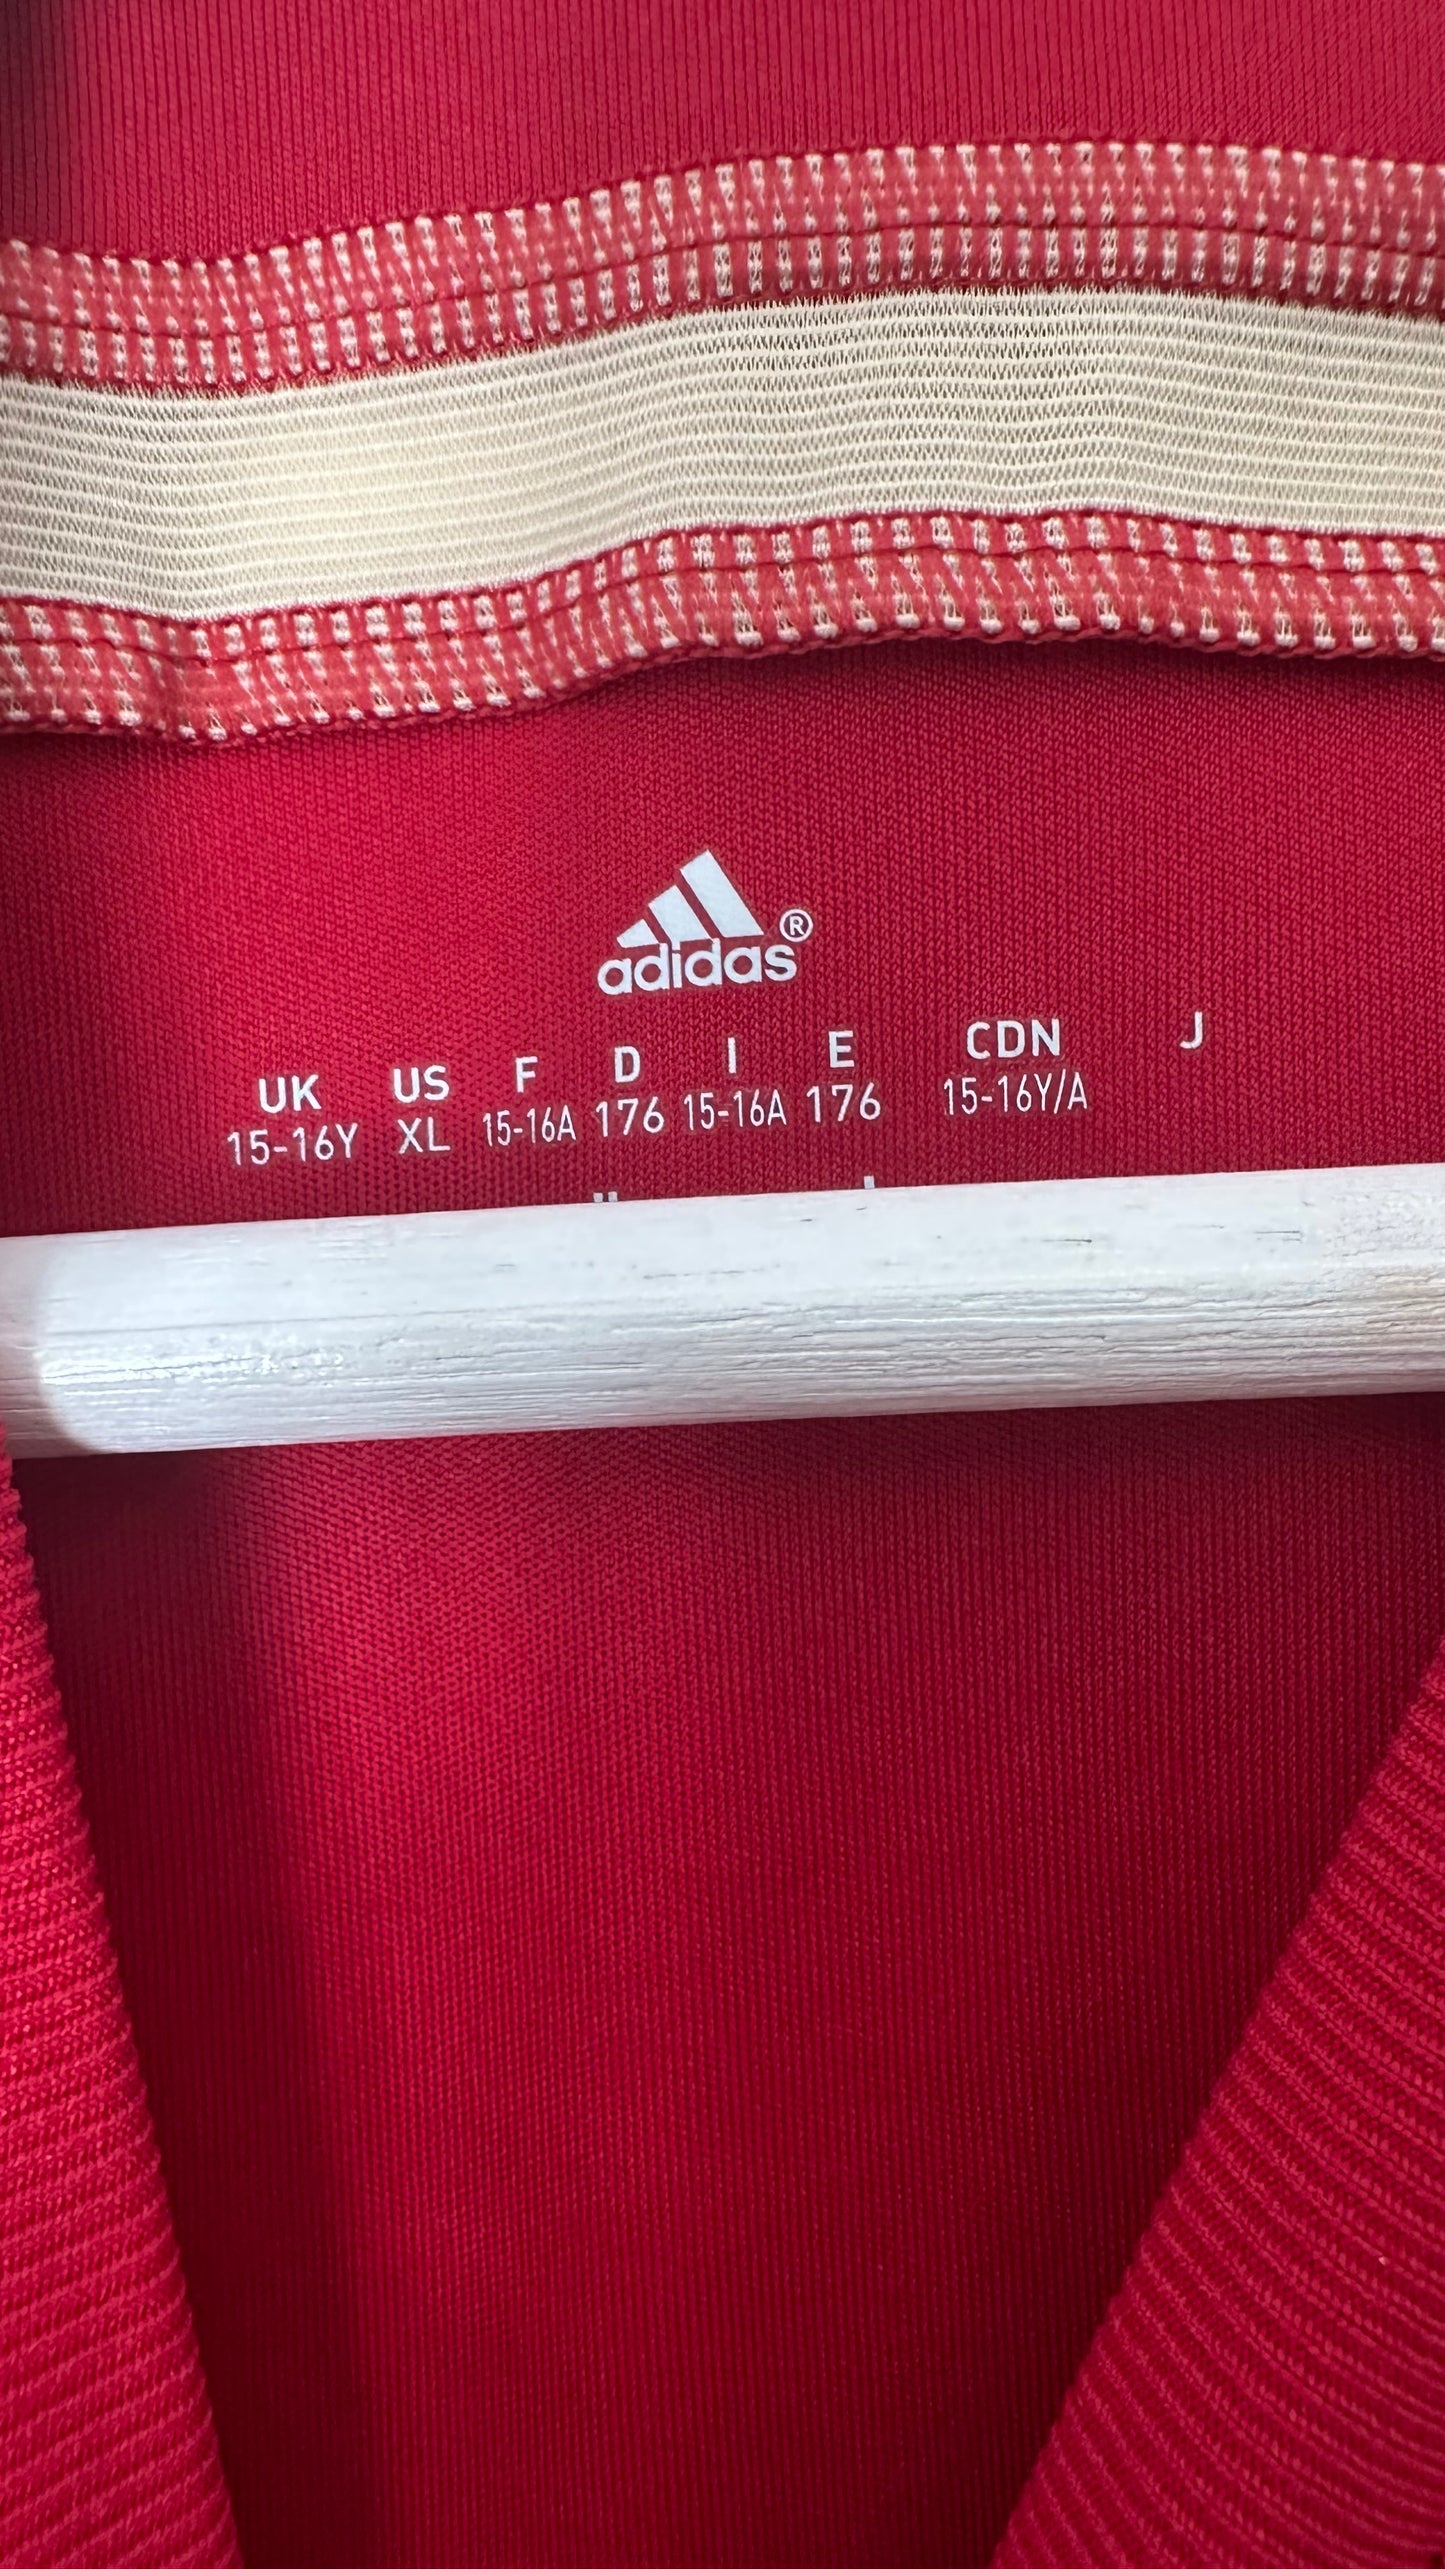 adidas®
UK US F D I E CDN J
15-16Y XL 15-16A 176 15-16A 176 15-16Y/A